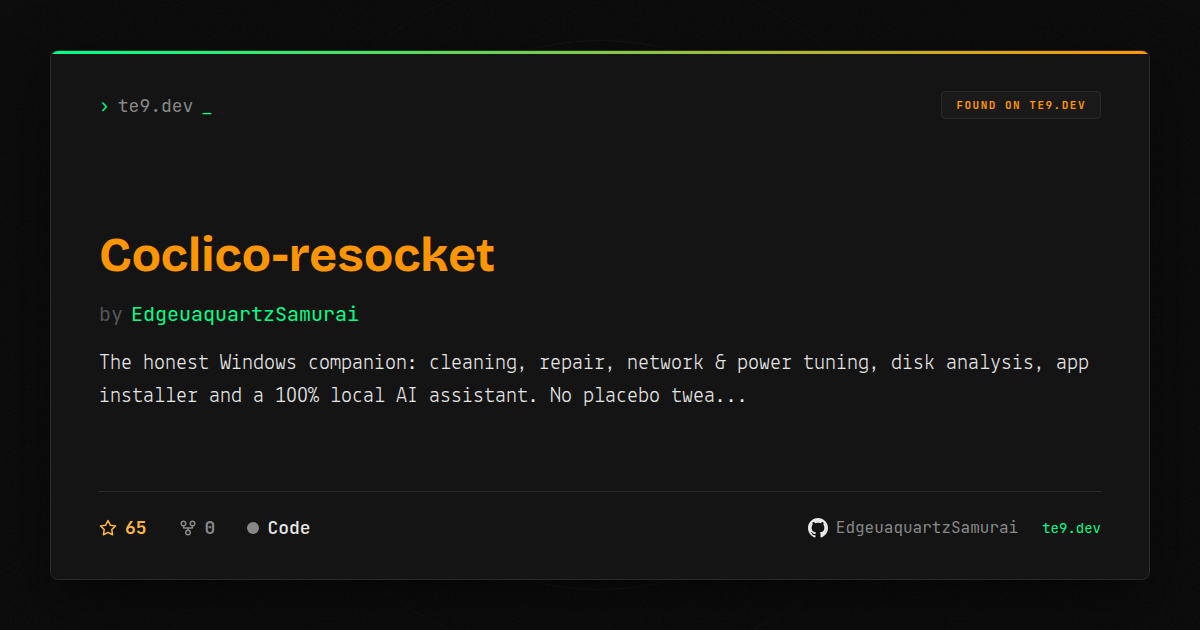 › te9.dev _
FOUND ON TE9.DEV
Coclico-resocket
by EdgeuaquartzSamurai
The honest Windows companion: cleaning, repair, network & power tuning, disk analysis, app
installer and a 100% local AI assistant. No placebo twea...
65 0 Code
EdgeuaquartzSamurai te9.dev